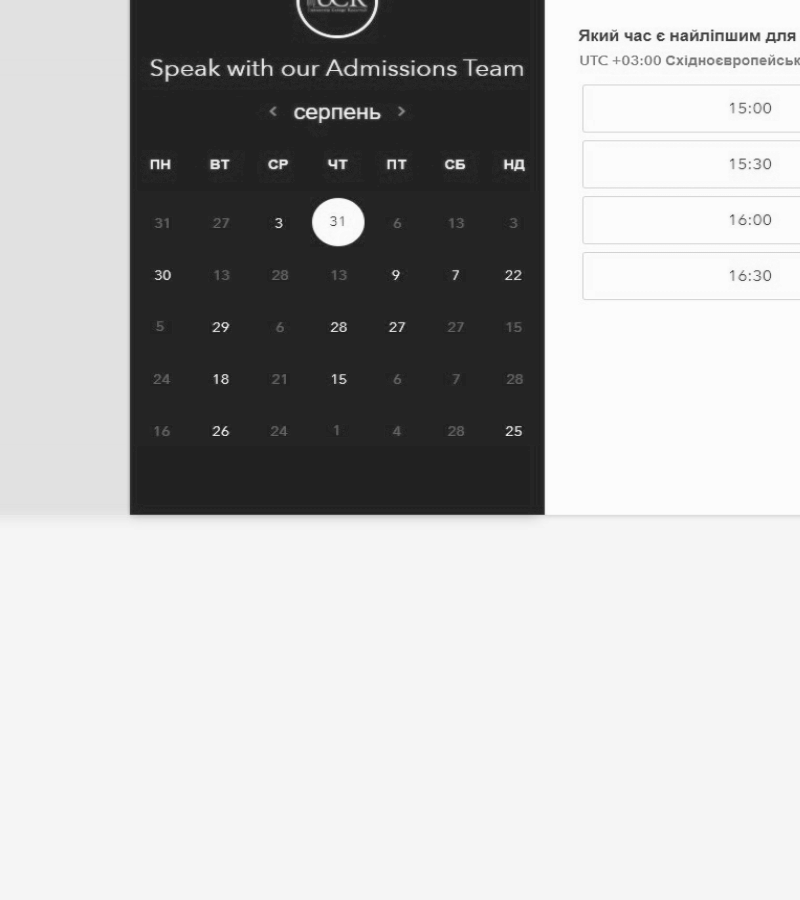 UCR
Speak with our Admissions Team
серпень
ПН ВТ СР ЧТ ПТ СБ НД
31 27 3 31 6 13 3
30 13 28 13 9 7 22
5 29 6 28 27 27 15
24 18 21 15 6 7 28
16 26 24 1 4 28 25
Який час є найліпшим для
UTC +03:00 Східноєвропейськ
15:00
15:30
16:00
16:30